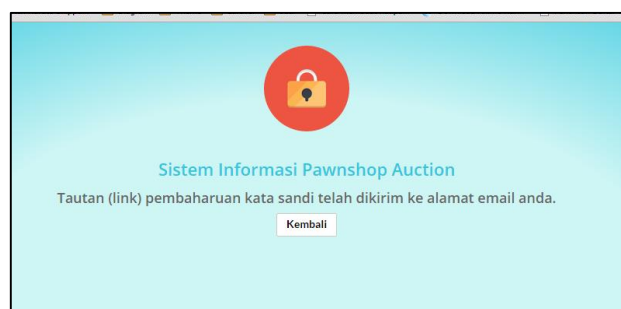 Sistem Informasi Pawnshop Auction
Tautan (link) pembaharuan kata sandi telah dikirim ke alamat email anda.
Kembali